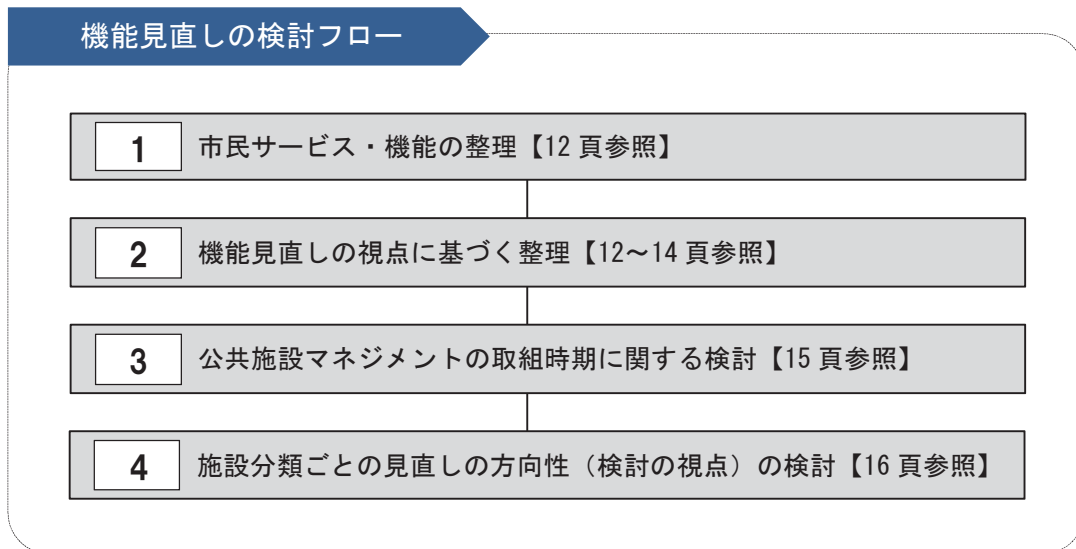 機能見直しの検討フロー
1 市民サービス・機能の整理【12 頁参照】
2 機能見直しの視点に基づく整理【12～14 頁参照】
3 公共施設マネジメントの取組時期に関する検討【15 頁参照】
4 施設分類ごとの見直しの方向性（検討の視点）の検討【16 頁参照】